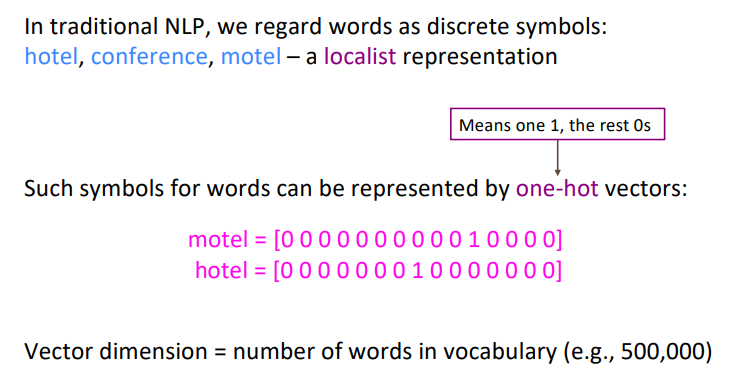 In traditional NLP, we regard words as discrete symbols:
hotel, conference, motel – a localist representation
Means one 1, the rest 0s
Such symbols for words can be represented by one-hot vectors:
motel = [0 0 0 0 0 0 0 0 0 0 1 0 0 0 0]
hotel = [0 0 0 0 0 0 0 1 0 0 0 0 0 0 0]
Vector dimension = number of words in vocabulary (e.g., 500,000)